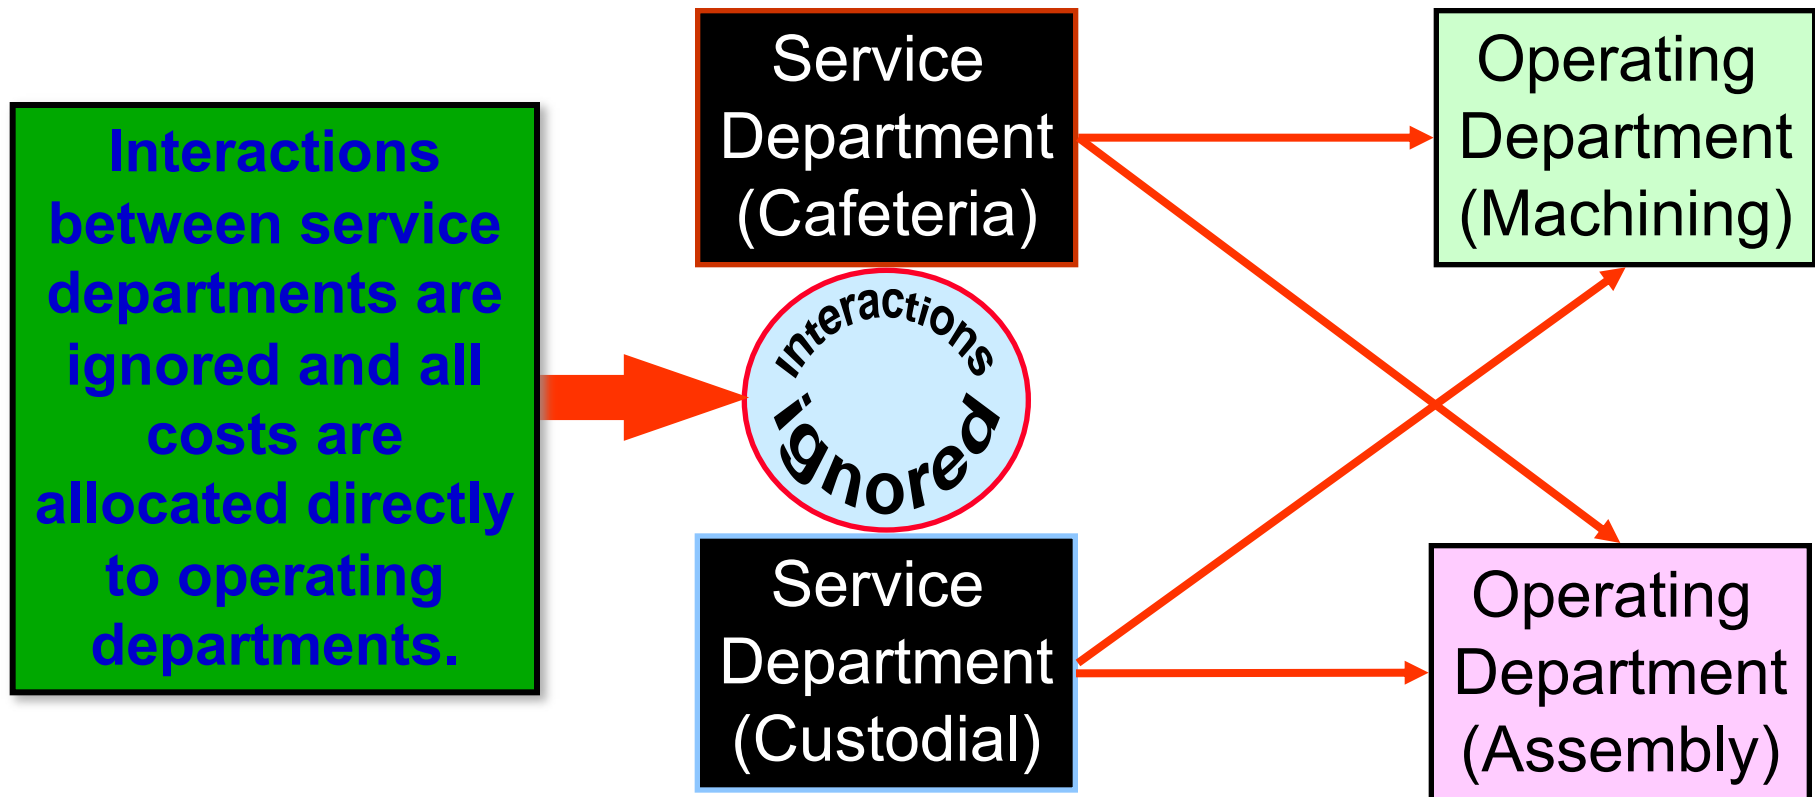 Interactions
between service
departments are
ignored and all
costs are
allocated directly
to operating
departments.
Service
Department
(Cafeteria)
Interactions
ignored
Service
Department
(Custodial)
Operating
Department
(Machining)
Operating
Department
(Assembly)